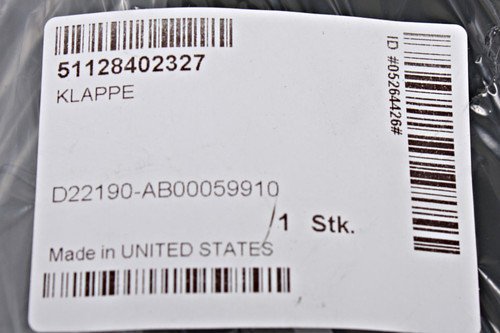 51128402327
KLAPPE
D22190-AB00059910
/1 Stk.
Made in UNITED STATES
ID #05264426#